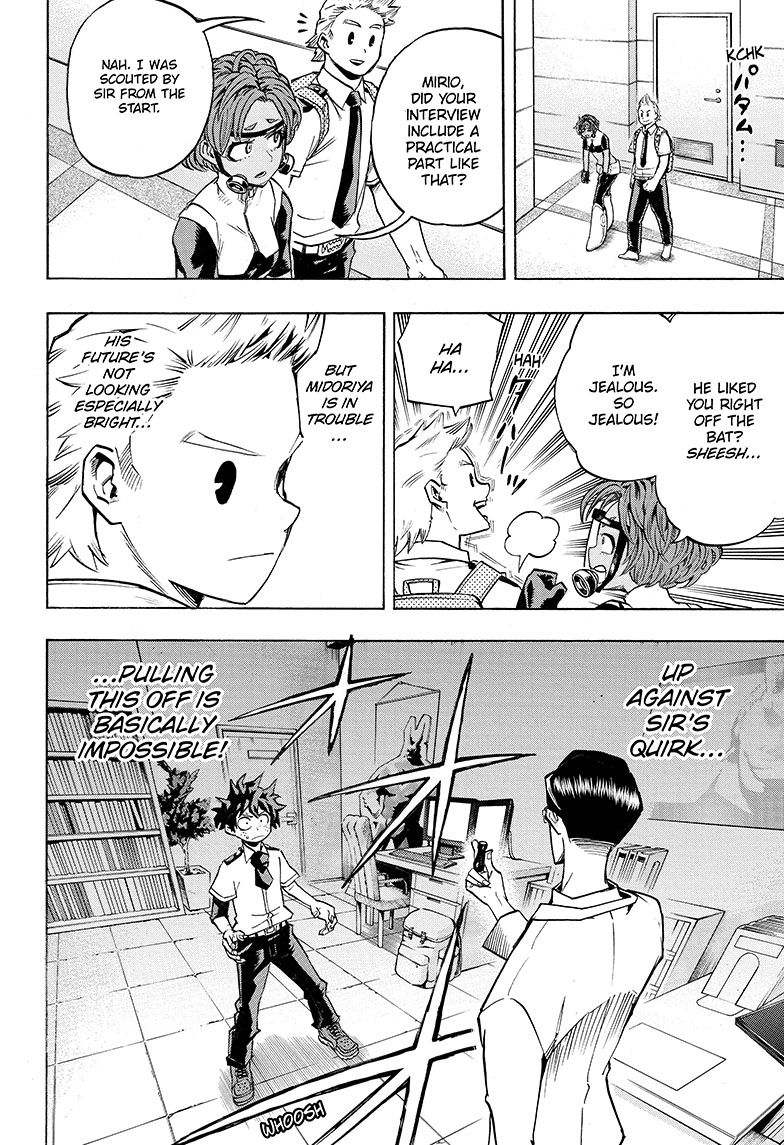 KCHK
パタム...
MIRIO,
DID YOUR
INTERVIEW
INCLUDE A
PRACTICAL
PART LIKE
THAT?
NAH. I WAS
SCOUTED BY
SIR FROM THE
START.
HE LIKED
YOU RIGHT
OFF THE
BAT?
SHEESH...
I'M
JEALOUS.
SO
JEALOUS!
HAH
ダハー
HA
HA...
BUT
MIDORIYA
IS IN
TROUBLE
...
HIS
FUTURE'S
NOT
LOOKING
ESPECIALLY
BRIGHT..!
UP
AGAINST
SIR'S
QUIRK...
...PULLING
THIS OFF IS
BASICALLY
IMPOSSIBLE!
WHOOSH